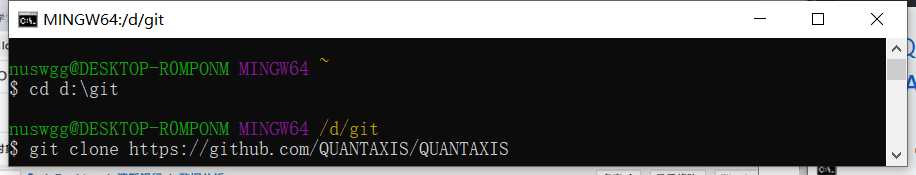 MINGW64:/d/git
nuswgg@DESKTOP-ROMPONM MINGW64 ~
$ cd d:\git
nuswgg@DESKTOP-ROMPONM MINGW64 /d/git
$ git clone https://github.com/QUANTAXIS/QUANTAXIS